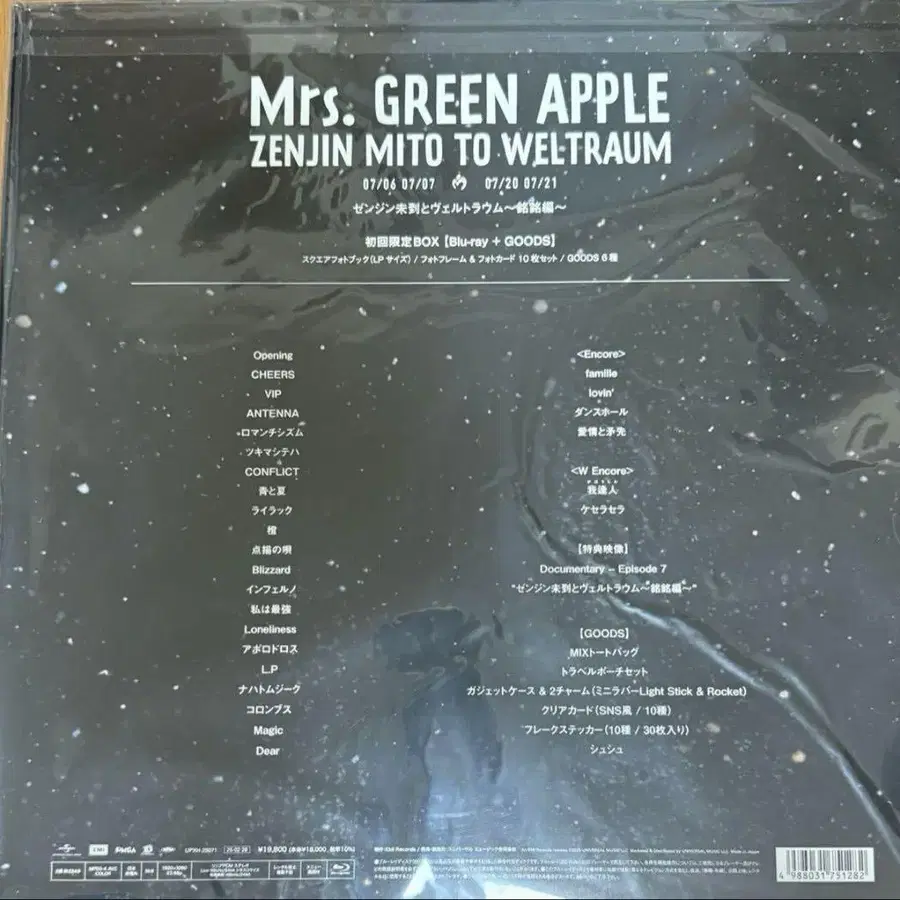 Mrs. GREEN APPLE
ZENJIN MITO TO WELTRAUM
07/06 07/07 07/20 07/21
ゼンジン未到とヴェルトラウム〜銘銘編〜
初回限定BOX【Blu-ray + GOODS】
スクエアフォトブック(LPサイズ) / フォトフレーム & フォトカード 10枚セット / GOODS 6種
Opening
CHEERS
VIP
ANTENNA
ロマンチシズム
ツキマシテハ
CONFLICT
青と夏
ライラック
橙
点描の唄
Blizzard
インフェルノ
私は最強
Loneliness
アポロドロス
L.P
ナハトムジーク
コロンブス
Magic
Dear
<Encore>
familie
lovin'
ダンスホール
愛情と矛先
<W Encore>
我逢人
ケセラセラ
【特典映像】
Documentary – Episode 7
"ゼンジン未到とヴェルトラウム〜銘銘編〜"
【GOODS】
MIXトートバッグ
トラベルポーチセット
ガジェットケース & 2チャーム(ミニラバーLight Stick & Rocket)
クリアカード(SNS風 / 10種)
フレークステッカー(10種 / 30枚入り)
シュシュ
EMI
¥19,800
COLOR
4 988031 751282